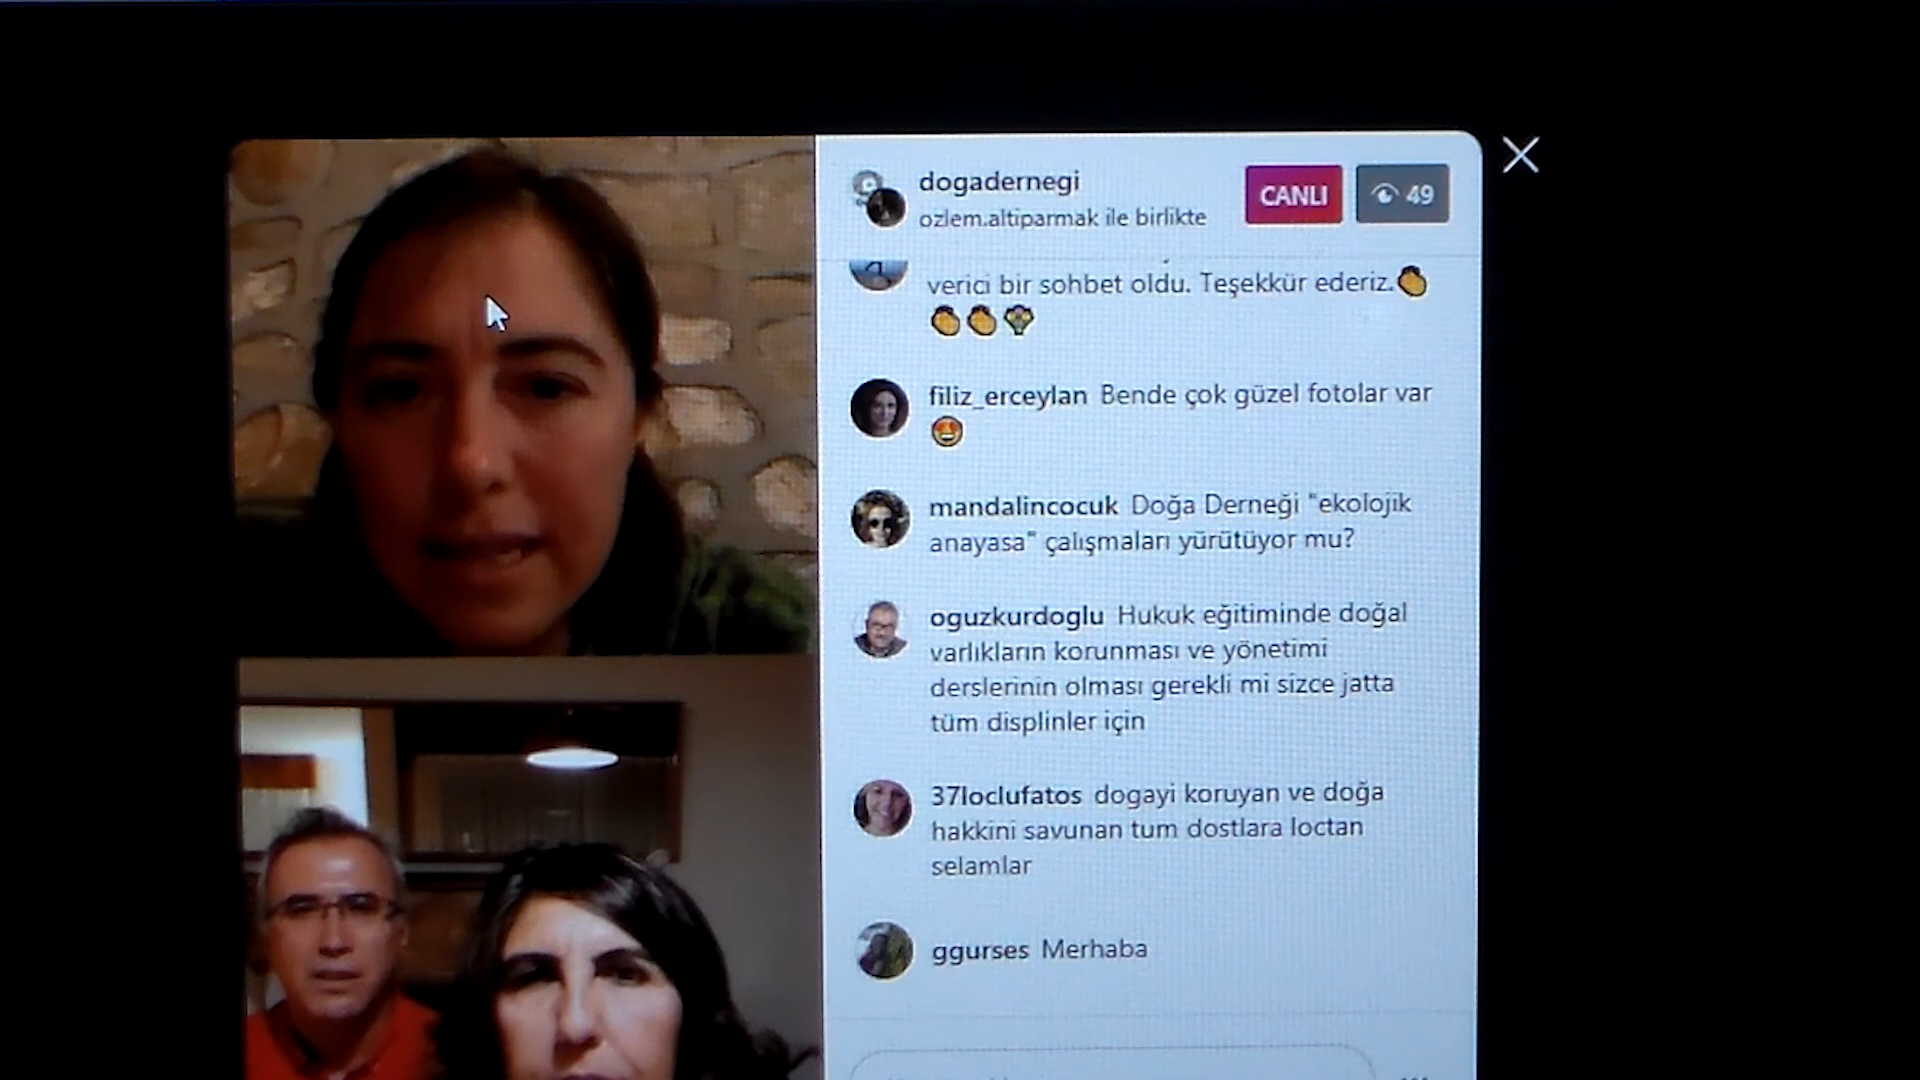 dogadernegi
ozlem.altiparmak ile birlikte
CANLI
49
verici bir sohbet oldu. Teşekkür ederiz.
filiz_erceylan Bende çok güzel fotolar var
mandalincocuk Doğa Derneği "ekolojik
anayasa" çalışmaları yürütüyor mu?
oguzkurdoglu Hukuk eğitiminde doğal
varlıkların korunması ve yönetimi
derslerinin olması gerekli mi sizce jatta
tüm displinler için
37loclufatos dogayi koruyan ve doğa
hakkini savunan tum dostlara loctan
selamlar
ggurses Merhaba